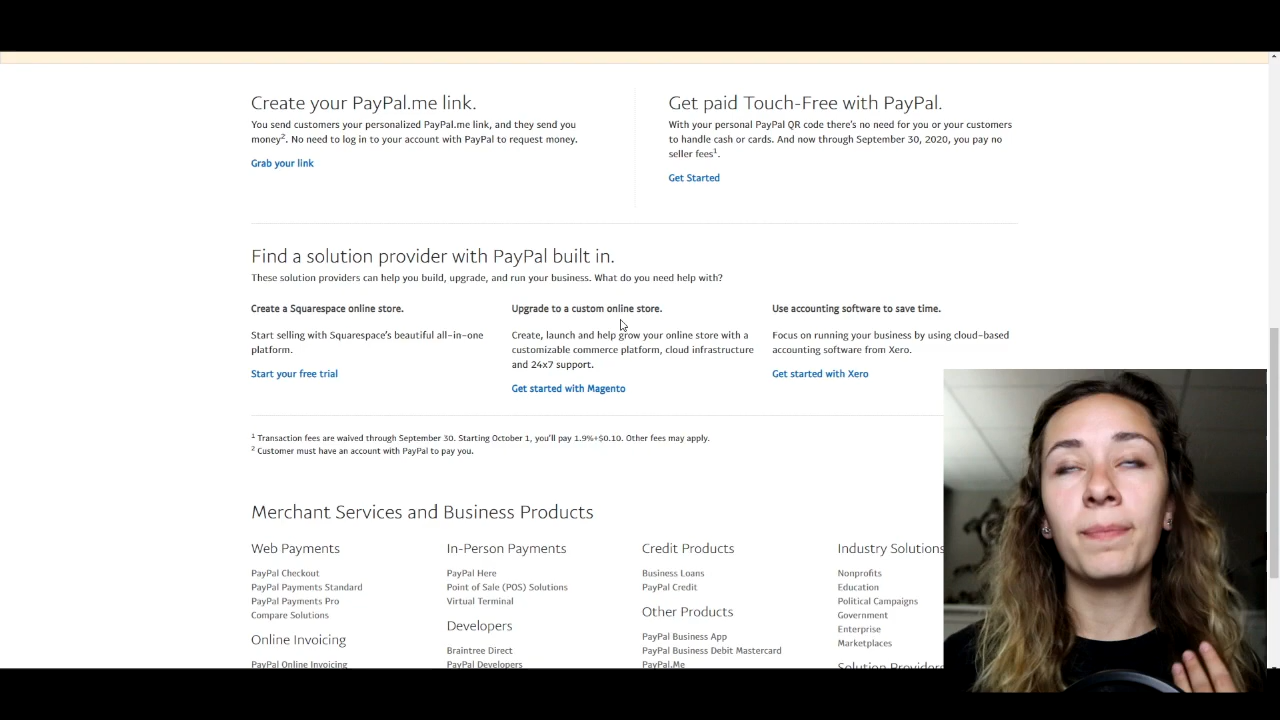 Create your PayPal.me link.
You send customers your personalized PayPal.me link, and they send you
money². No need to log in to your account with PayPal to request money.
Grab your link
Get paid Touch-Free with PayPal.
With your personal PayPal QR code there's no need for you or your customers
to handle cash or cards. And now through September 30, 2020, you pay no
seller fees¹.
Get Started
Find a solution provider with PayPal built in.
These solution providers can help you build, upgrade, and run your business. What do you need help with?
Create a Squarespace online store.
Start selling with Squarespace's beautiful all-in-one
platform.
Start your free trial
Upgrade to a custom online store.
Create, launch and help grow your online store with a
customizable commerce platform, cloud infrastructure
and 24x7 support.
Get started with Magento
Use accounting software to save time.
Focus on running your business by using cloud-based
accounting software from Xero.
Get started with Xero
¹ Transaction fees are waived through September 30. Starting October 1, you'll pay 1.9%+$0.10. Other fees may apply.
² Customer must have an account with PayPal to pay you.
Merchant Services and Business Products
Web Payments
PayPal Checkout
PayPal Payments Standard
PayPal Payments Pro
Compare Solutions
Online Invoicing
PayPal Online Invoicing
In-Person Payments
PayPal Here
Point of Sale (POS) Solutions
Virtual Terminal
Developers
Braintree Direct
PayPal Developers
Credit Products
Business Loans
PayPal Credit
Other Products
PayPal Business App
PayPal Business Debit Mastercard
PayPal.Me
Industry Solutions
Nonprofits
Education
Political Campaigns
Government
Enterprise
Marketplaces
Solution Providers